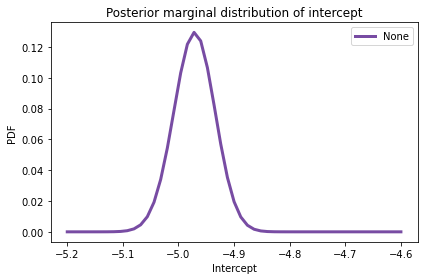 Posterior marginal distribution of intercept
None
PDF
0.12
0.10
0.08
0.06
0.04
0.02
0.00
−5.2 −5.1 −5.0 −4.9 −4.8 −4.7 −4.6
Intercept